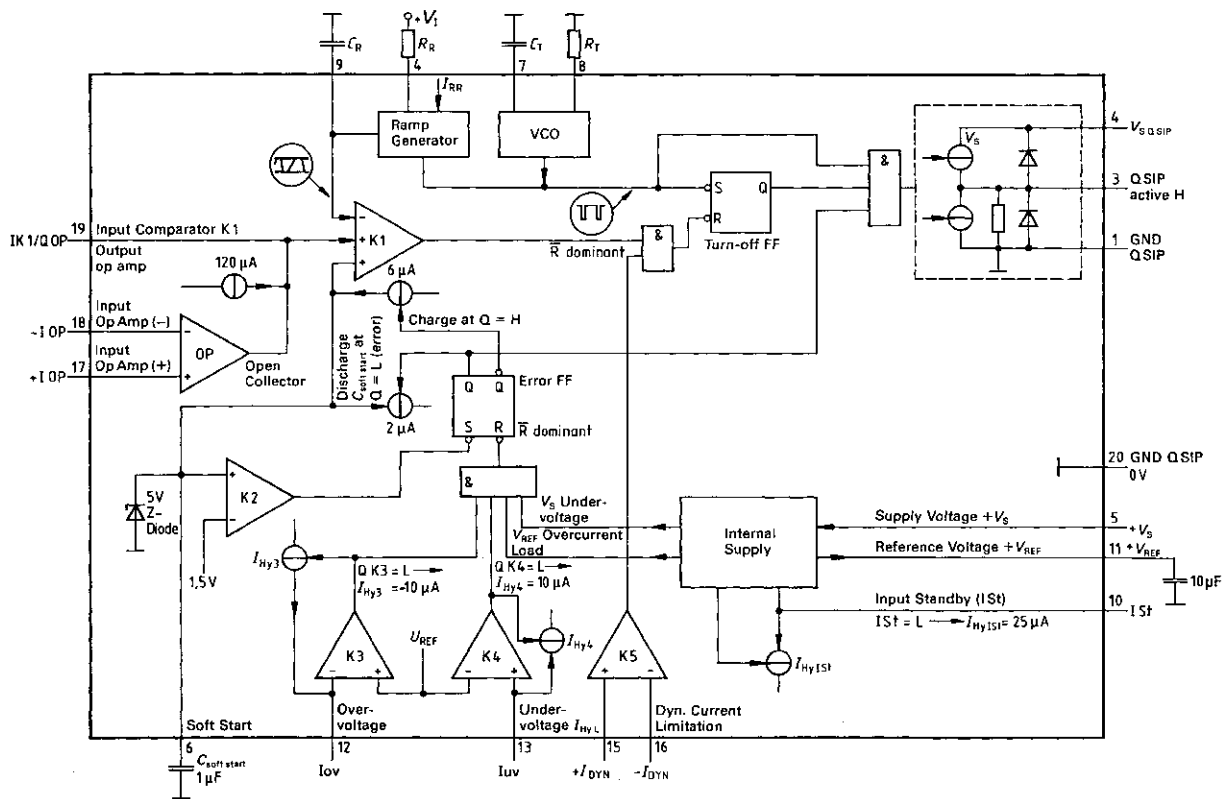 +V_I
C_R
R_R
C_T
R_T
9
4
7
8
I_RR
Ramp
Generator
VCO
4
V_S QSIP
V_S
&
3
QSIP
active H
S
Q
R
Turn-off FF
19
IK1/Q OP
Input Comparator K1
Output
op amp
-
+
+
K1
R̅ dominant
&
1
GND
QSIP
120 µA
6 µA
Input
18
Op Amp (−)
-I OP
Charge at Q = H
Input
17
Op Amp (+)
+I OP
-
+
OP
Open
Collector
Discharge
C_soft start at
Q = L (error)
2 µA
Error FF
Q
Q
S
R
R̅ dominant
20
GND QSIP
0V
5V
Z-
Diode
+
-
K2
1,5V
&
V_S Under-
voltage
V_REF Overcurrent
Load
Internal
Supply
Supply Voltage +V_S
5
+V_S
Reference Voltage +V_REF
11
+V_REF
10µF
I_Hy3
Q K3 = L →
I_Hy3 = -10 µA
Q K4 = L →
I_Hy4 = 10 µA
Input Standby (ISt)
10
ISt
ISt = L → I_HyISt = 25 µA
K3
-
+
U_REF
K4
-
+
I_Hy4
K5
+
-
I_HyISt
Soft Start
Over-
voltage
Under-
voltage I_HyL
Dyn. Current
Limitation
6
12
13
15
16
C_soft start
1µF
Iov
Iuv
+I_DYN
-I_DYN